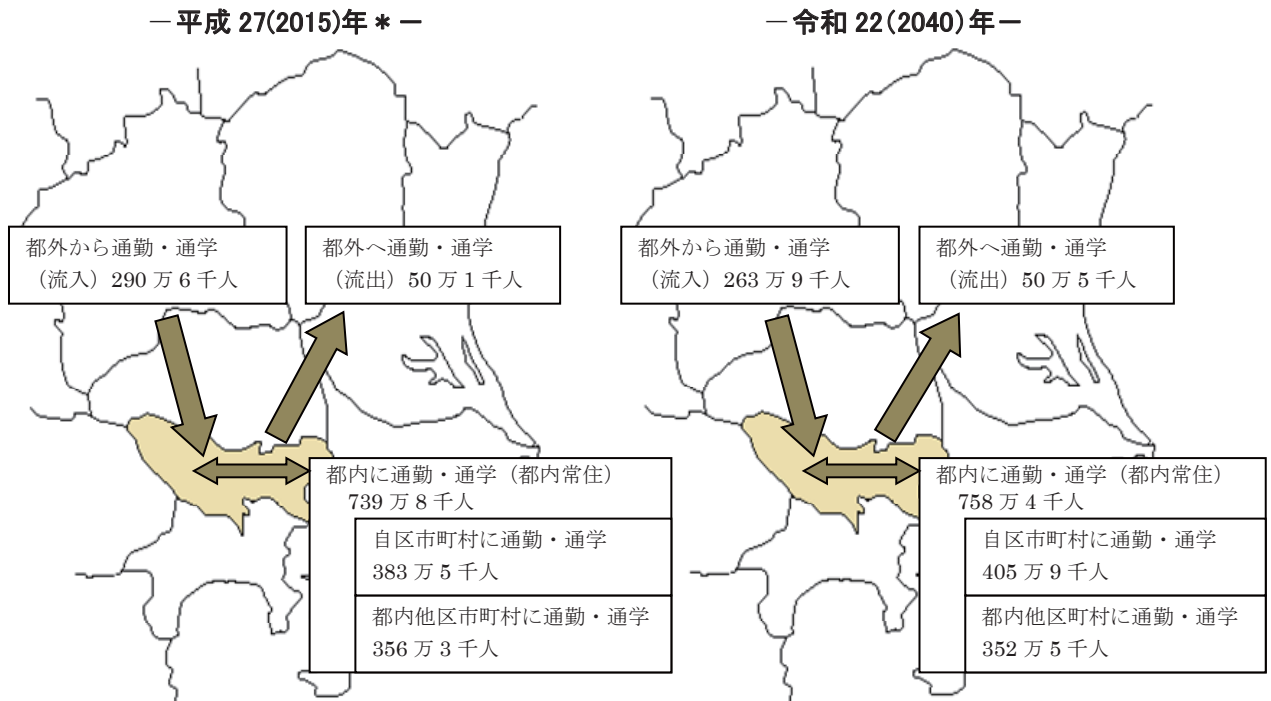 －平成 27(2015)年＊－
都外から通勤・通学
（流入）290 万 6 千人
都外へ通勤・通学
（流出）50 万 1 千人
都内に通勤・通学（都内常住）
739 万 8 千人
自区市町村に通勤・通学
383 万 5 千人
都内他区市町村に通勤・通学
356 万 3 千人
－令和 22(2040)年－
都外から通勤・通学
（流入）263 万 9 千人
都外へ通勤・通学
（流出）50 万 5 千人
都内に通勤・通学（都内常住）
758 万 4 千人
自区市町村に通勤・通学
405 万 9 千人
都内他区町村に通勤・通学
352 万 5 千人